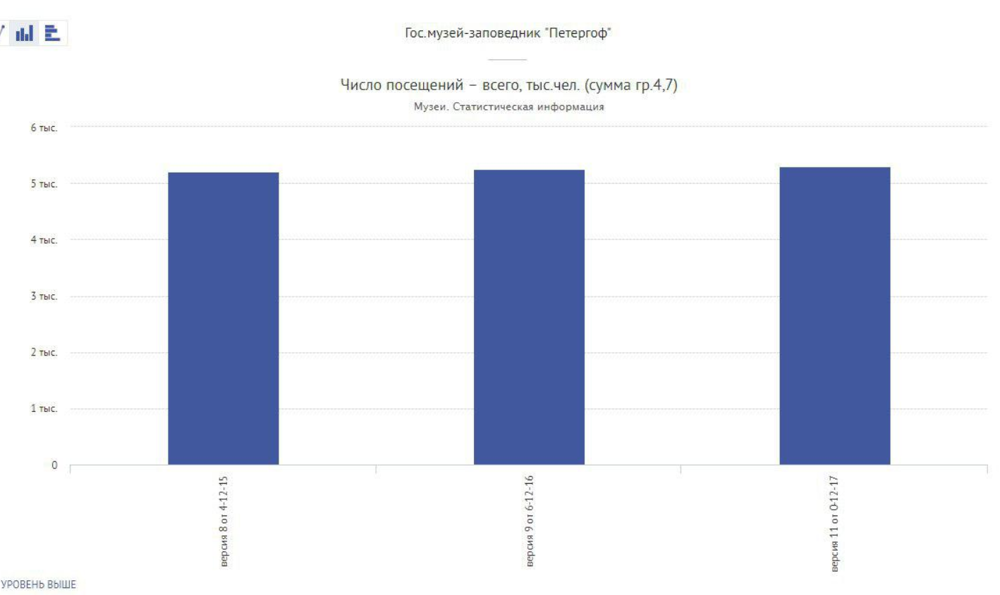 Гос.музей-заповедник "Петергоф"
Число посещений – всего, тыс.чел. (сумма гр.4,7)
Музеи. Статистическая информация
6 тыс.
5 тыс.
4 тыс.
3 тыс.
2 тыс.
1 тыс.
0
версия 8 от 4-12-15
версия 9 от 6-12-16
версия 11 от 0-12-17
УРОВЕНЬ ВЫШЕ